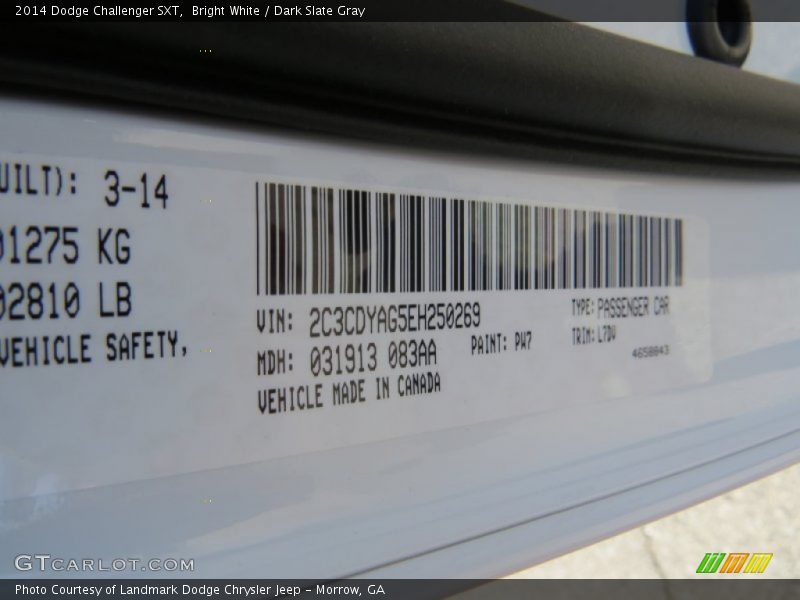 2014 Dodge Challenger SXT,  Bright White / Dark Slate Gray
UILT): 3-14
01275 KG
02810 LB
VEHICLE SAFETY,
VIN: 2C3CDYAG5EH250269
TYPE: PASSENGER CAR
MDH: 031913 083AA
PAINT: PW7
TRIM: L7DV
VEHICLE MADE IN CANADA
4658843
GTCARLOT.COM
Photo Courtesy of Landmark Dodge Chrysler Jeep - Morrow, GA